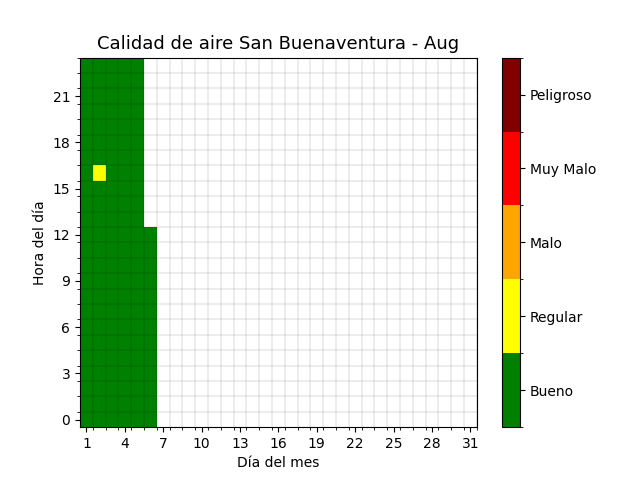 Calidad de aire San Buenaventura - Aug
21
18
15
12
9
6
3
0
Hora del día
1 4 7 10 13 16 19 22 25 28 31
Día del mes
Peligroso
Muy Malo
Malo
Regular
Bueno